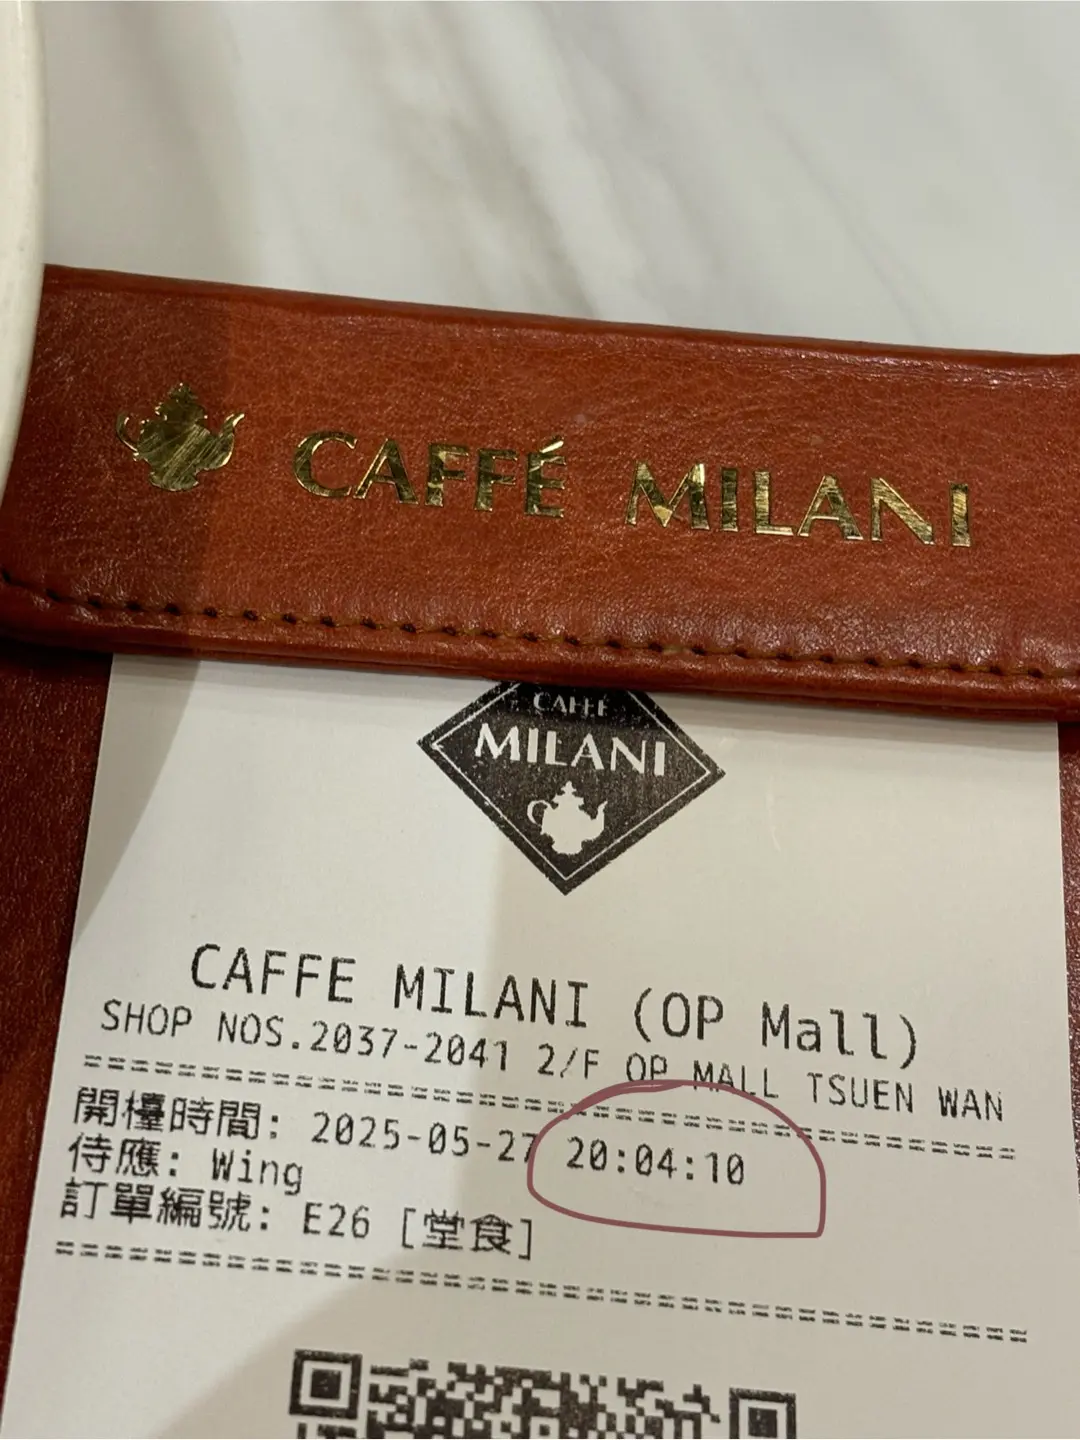 CAFFÉ MILANI
CAFFE
MILANI
CAFFE MILANI (OP Mall)
SHOP NOS.2037-2041 2/F OP MALL TSUEN WAN
開檯時間: 2025-05-27 20:04:10
侍應: Wing
訂單編號: E26 [堂食]